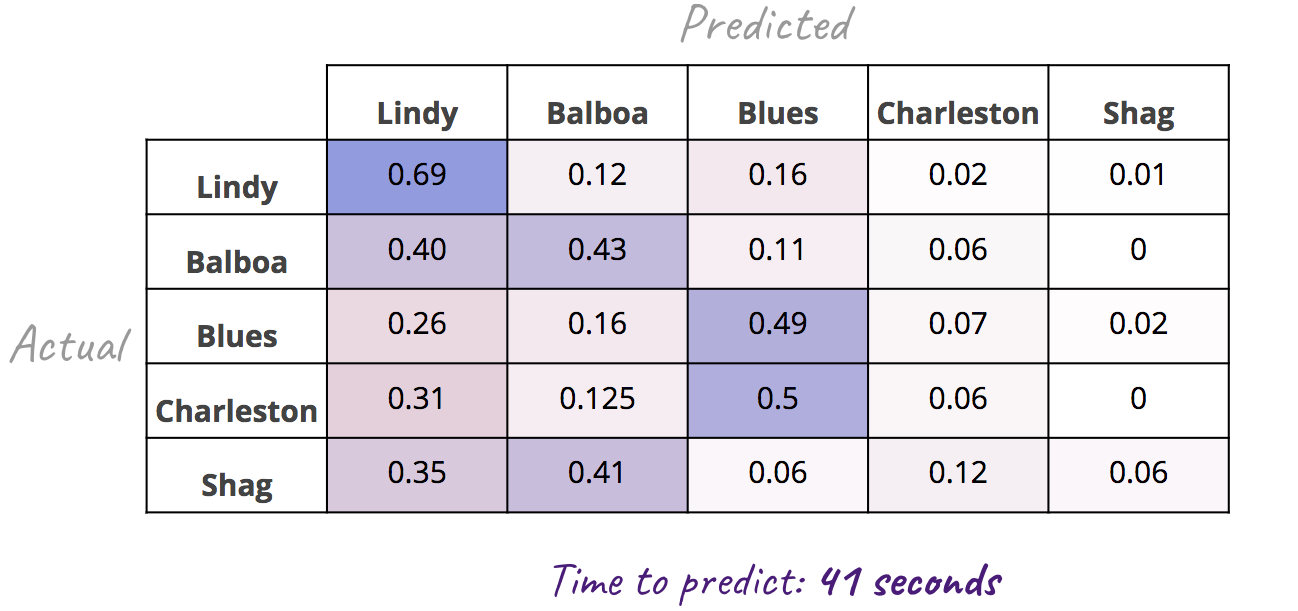 Predicted
Lindy Balboa Blues Charleston Shag
Lindy 0.69 0.12 0.16 0.02 0.01
Balboa 0.40 0.43 0.11 0.06 0
Actual
Blues 0.26 0.16 0.49 0.07 0.02
Charleston 0.31 0.125 0.5 0.06 0
Shag 0.35 0.41 0.06 0.12 0.06
Time to predict: 41 seconds